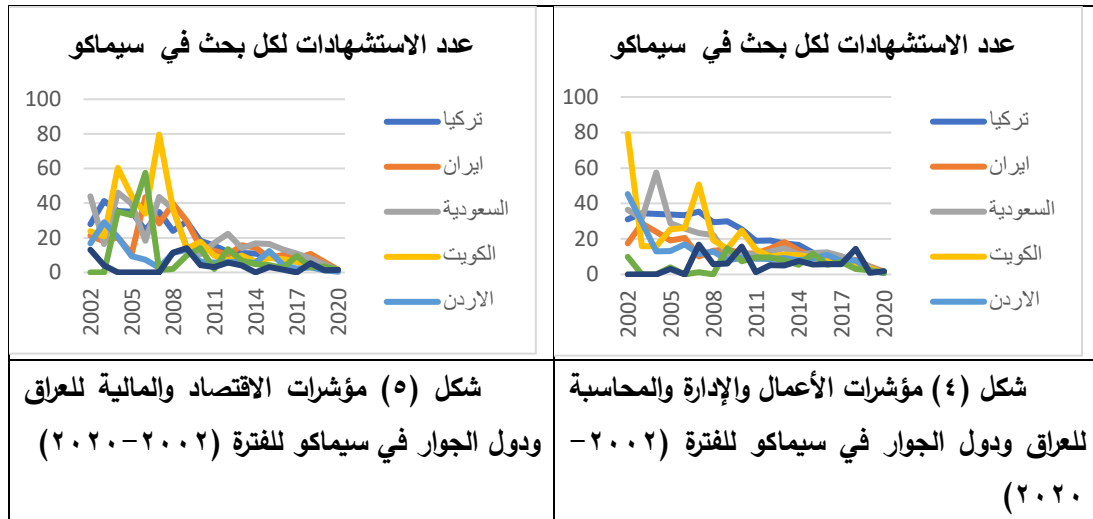 عدد الاستشهادات لكل بحث في سيماكو
100
80
60
40
20
0
2002
2005
2008
2011
2014
2017
2020
تركيا
ايران
السعودية
الكويت
الاردن
شكل (٤) مؤشرات الأعمال والإدارة والمحاسبة
للعراق ودول الجوار في سيماكو للفترة (٢٠٠٢-
٢٠٢٠)
عدد الاستشهادات لكل بحث في سيماكو
100
80
60
40
20
0
2002
2005
2008
2011
2014
2017
2020
تركيا
ايران
السعودية
الكويت
الاردن
شكل (٥) مؤشرات الاقتصاد والمالية للعراق
ودول الجوار في سيماكو للفترة (٢٠٠٢-٢٠٢٠)